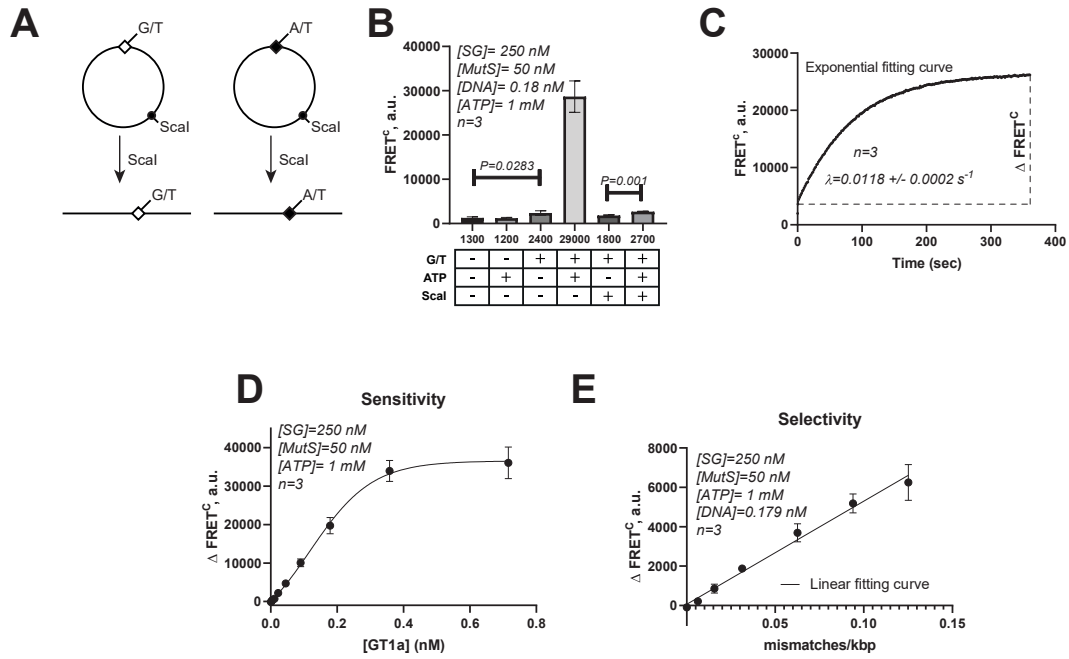 A
G/T
A/T
ScaI
ScaI
ScaI
ScaI
G/T
A/T
B
[SG]= 250 nM
[MutS]= 50 nM
[DNA]= 0.18 nM
[ATP]= 1 mM
n=3
FRET^C, a.u.
40000
30000
20000
10000
0
P=0.0283
P=0.001
1300 1200 2400 29000 1800 2700
G/T - - + + + +
ATP - + - + - +
ScaI - - - - + +
C
Exponential fitting curve
n=3
λ=0.0118 +/- 0.0002 s⁻¹
Δ FRET^C
FRET^C, a.u.
30000
20000
10000
0
0 100 200 300 400
Time (sec)
D
Sensitivity
[SG]=250 nM
[MutS]=50 nM
[ATP]= 1 mM
n=3
Δ FRET^C, a.u.
40000
30000
20000
10000
0
0.0 0.2 0.4 0.6 0.8
[GT1a] (nM)
E
Selectivity
[SG]=250 nM
[MutS]=50 nM
[ATP]= 1 mM
[DNA]=0.179 nM
n=3
Linear fitting curve
Δ FRET^C, a.u.
8000
6000
4000
2000
0
0.05 0.10 0.15
mismatches/kbp